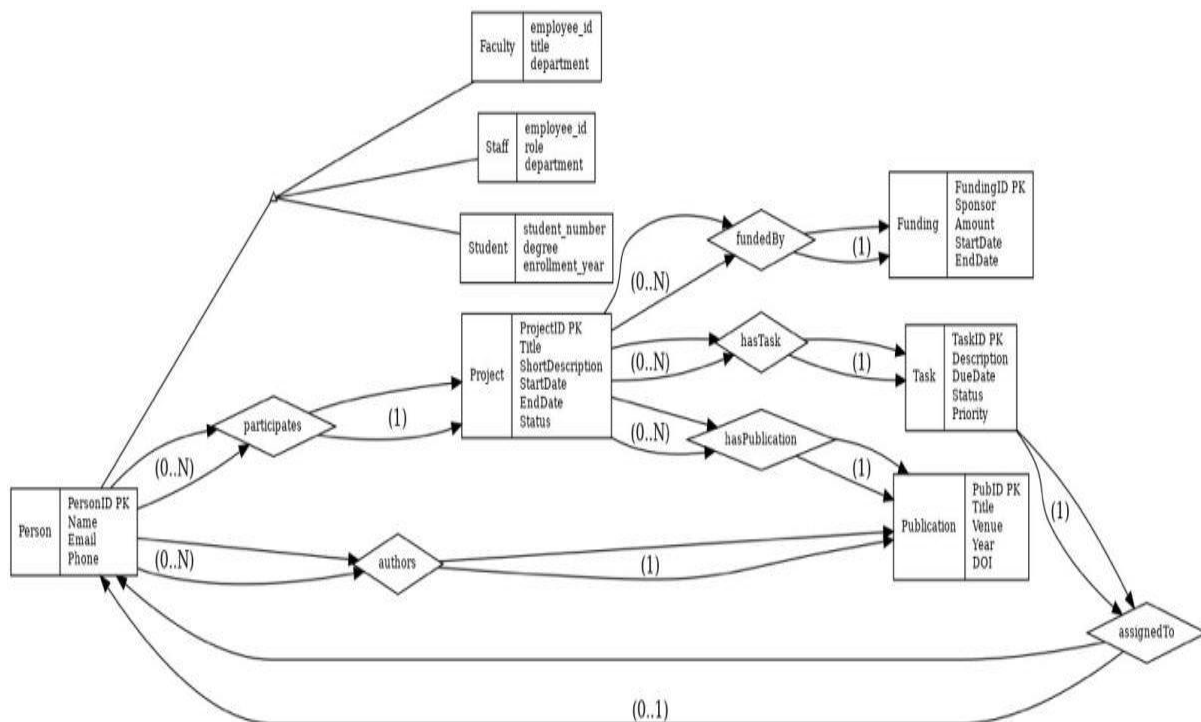 Faculty
employee_id
title
department
Staff
employee_id
role
department
Student
student_number
degree
enrollment_year
fundedBy
Funding
FundingID PK
Sponsor
Amount
StartDate
EndDate
(1)
(0..N)
Project
ProjectID PK
Title
ShortDescription
StartDate
EndDate
Status
hasTask
(0..N)
(1)
Task
TaskID PK
Description
DueDate
Status
Priority
participates
(1)
(0..N)
hasPublication
(0..N)
(1)
Person
PersonID PK
Name
Email
Phone
Publication
PubID PK
Title
Venue
Year
DOI
(1)
authors
(0..N)
(1)
assignedTo
(0..1)